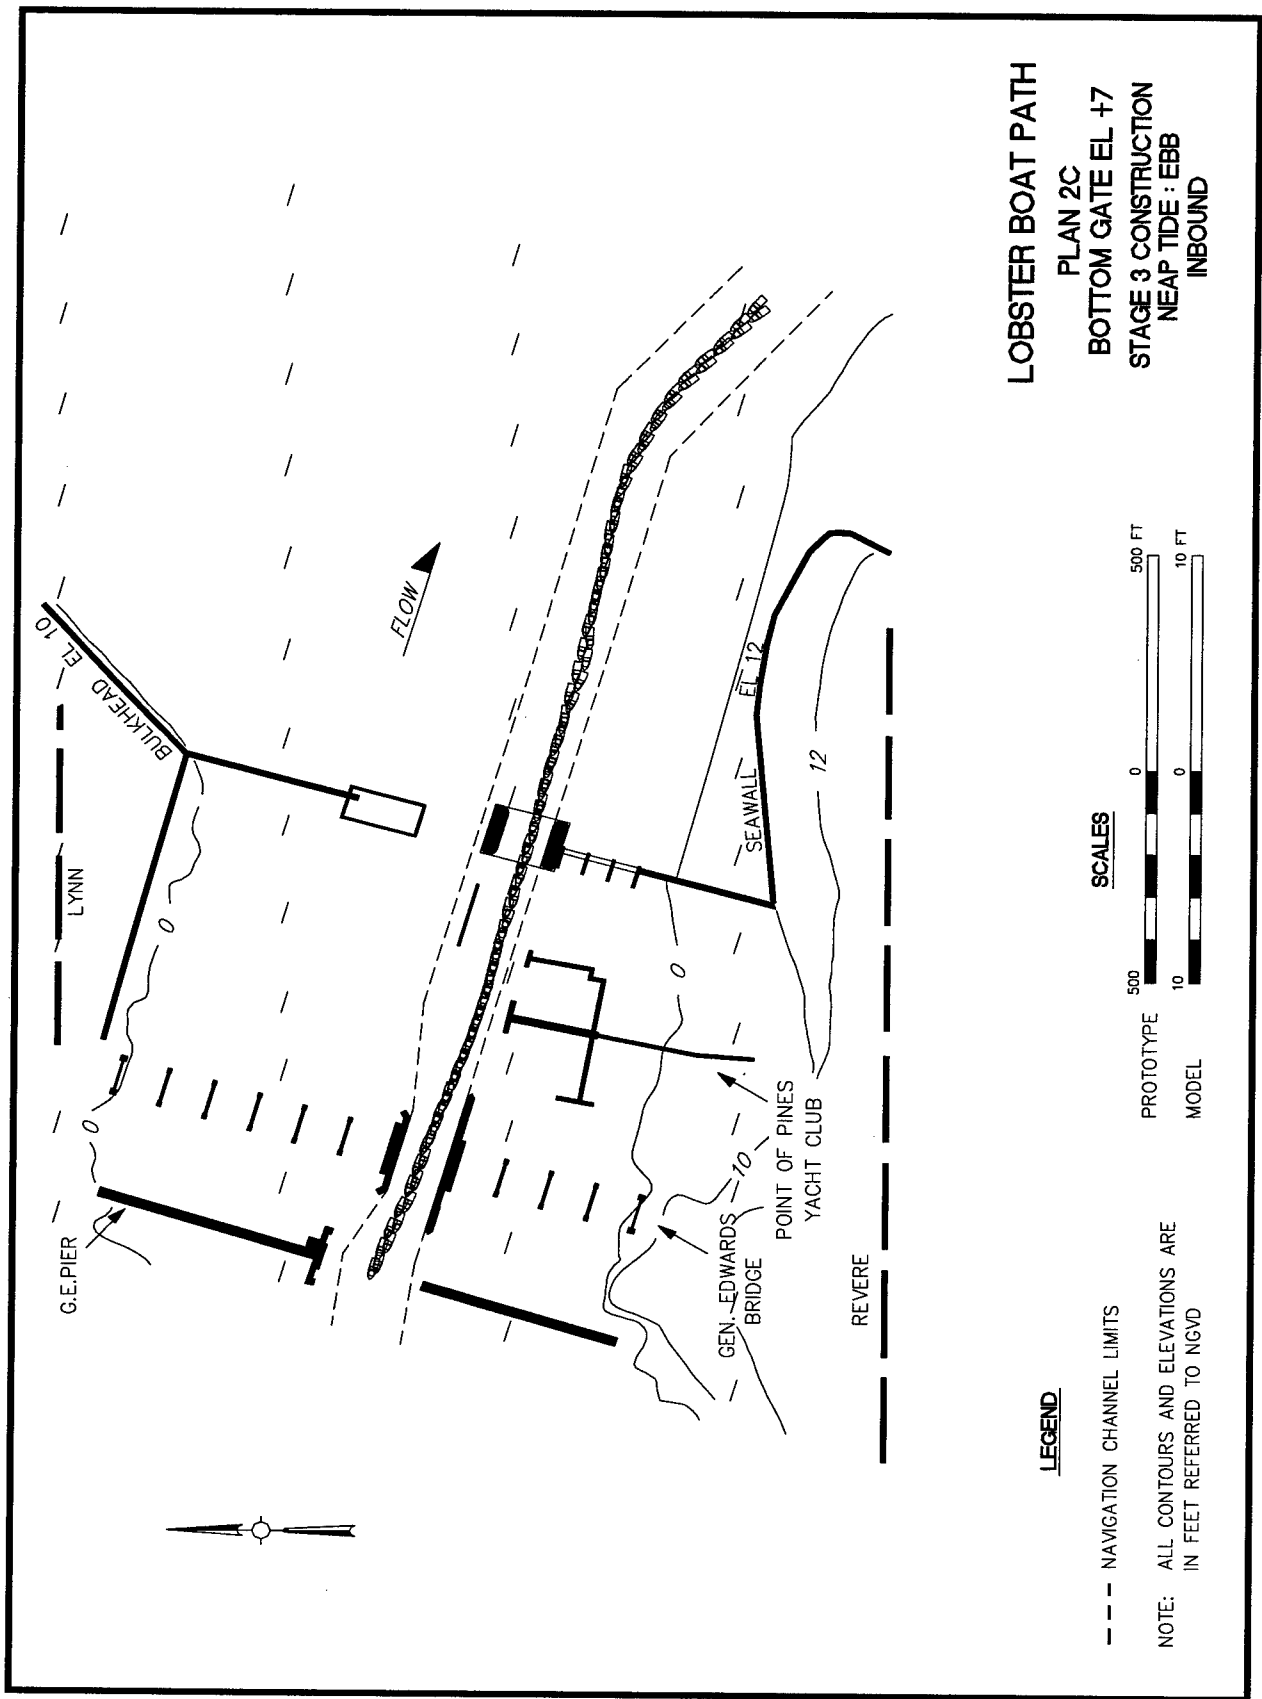 LYNN
BULKHEAD EL 10
0
0
G.E.PIER
FLOW
SEAWALL EL 12
12
0
10
POINT OF PINES
YACHT CLUB
GEN. EDWARDS
BRIDGE
REVERE
LOBSTER BOAT PATH
PLAN 2C
BOTTOM GATE EL +7
STAGE 3 CONSTRUCTION
NEAP TIDE : EBB
INBOUND
SCALES
PROTOTYPE 500 0 500 FT
MODEL 10 0 10 FT
LEGEND
--- NAVIGATION CHANNEL LIMITS
NOTE: ALL CONTOURS AND ELEVATIONS ARE
IN FEET REFERRED TO NGVD